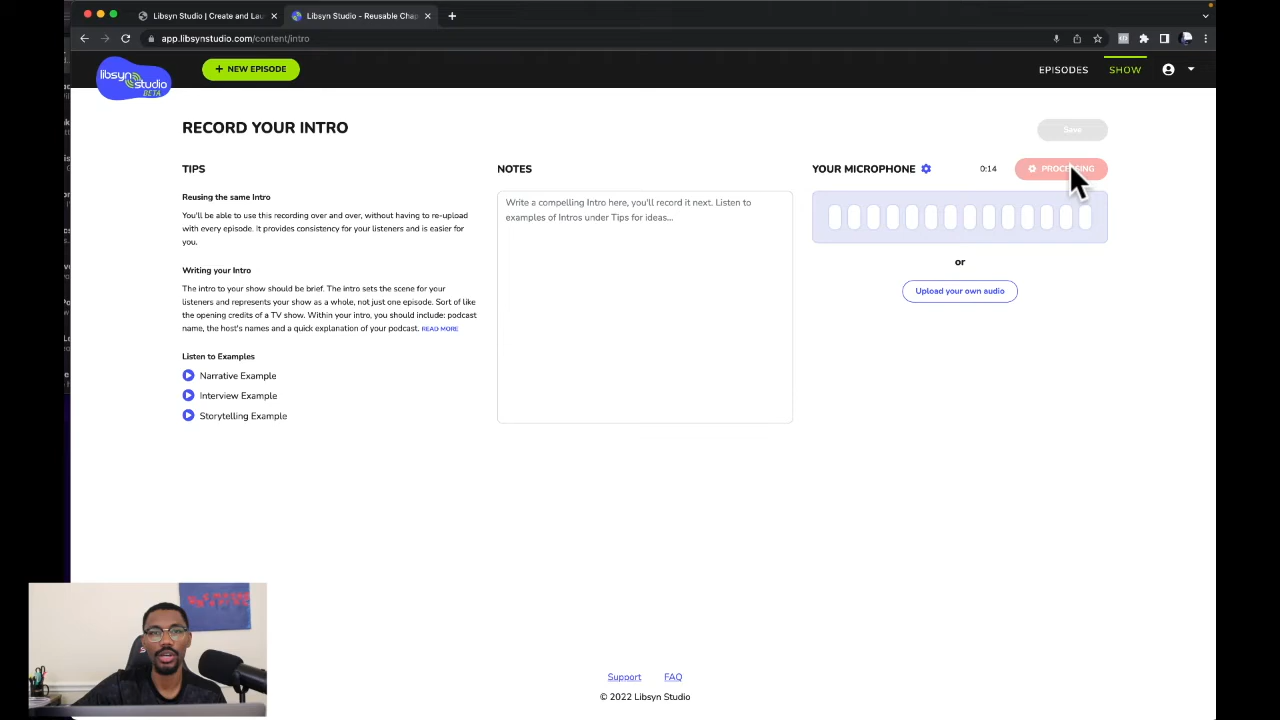 Libsyn Studio | Create and Lau
Libsyn Studio - Reusable Chap
app.libsynstudio.com/content/intro
libsyn studio
BETA
+ NEW EPISODE
EPISODES
SHOW
RECORD YOUR INTRO
Save
TIPS
NOTES
YOUR MICROPHONE
0:14
PROCESSING
Reusing the same Intro
You'll be able to use this recording over and over, without having to re-upload
with every episode. It provides consistency for your listeners and is easier for
you.
Writing your Intro
The intro to your show should be brief. The intro sets the scene for your
listeners and represents your show as a whole, not just one episode. Sort of like
the opening credits of a TV show. Within your intro, you should include: podcast
name, the host's names and a quick explanation of your podcast. READ MORE
Listen to Examples
Narrative Example
Interview Example
Storytelling Example
Write a compelling Intro here, you'll record it next. Listen to
examples of Intros under Tips for ideas...
or
Upload your own audio
Support
FAQ
© 2022 Libsyn Studio